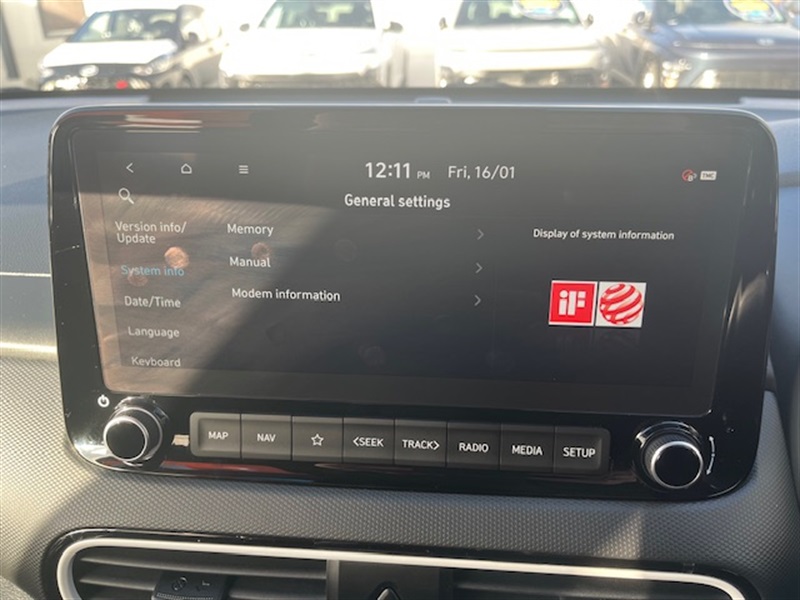 12:11 PM Fri, 16/01
TMC
General settings
Version info/
Update
System info
Date/Time
Language
Keyboard
Memory
Manual
Modem information
Display of system information
iF
MAP NAV <SEEK TRACK> RADIO MEDIA SETUP